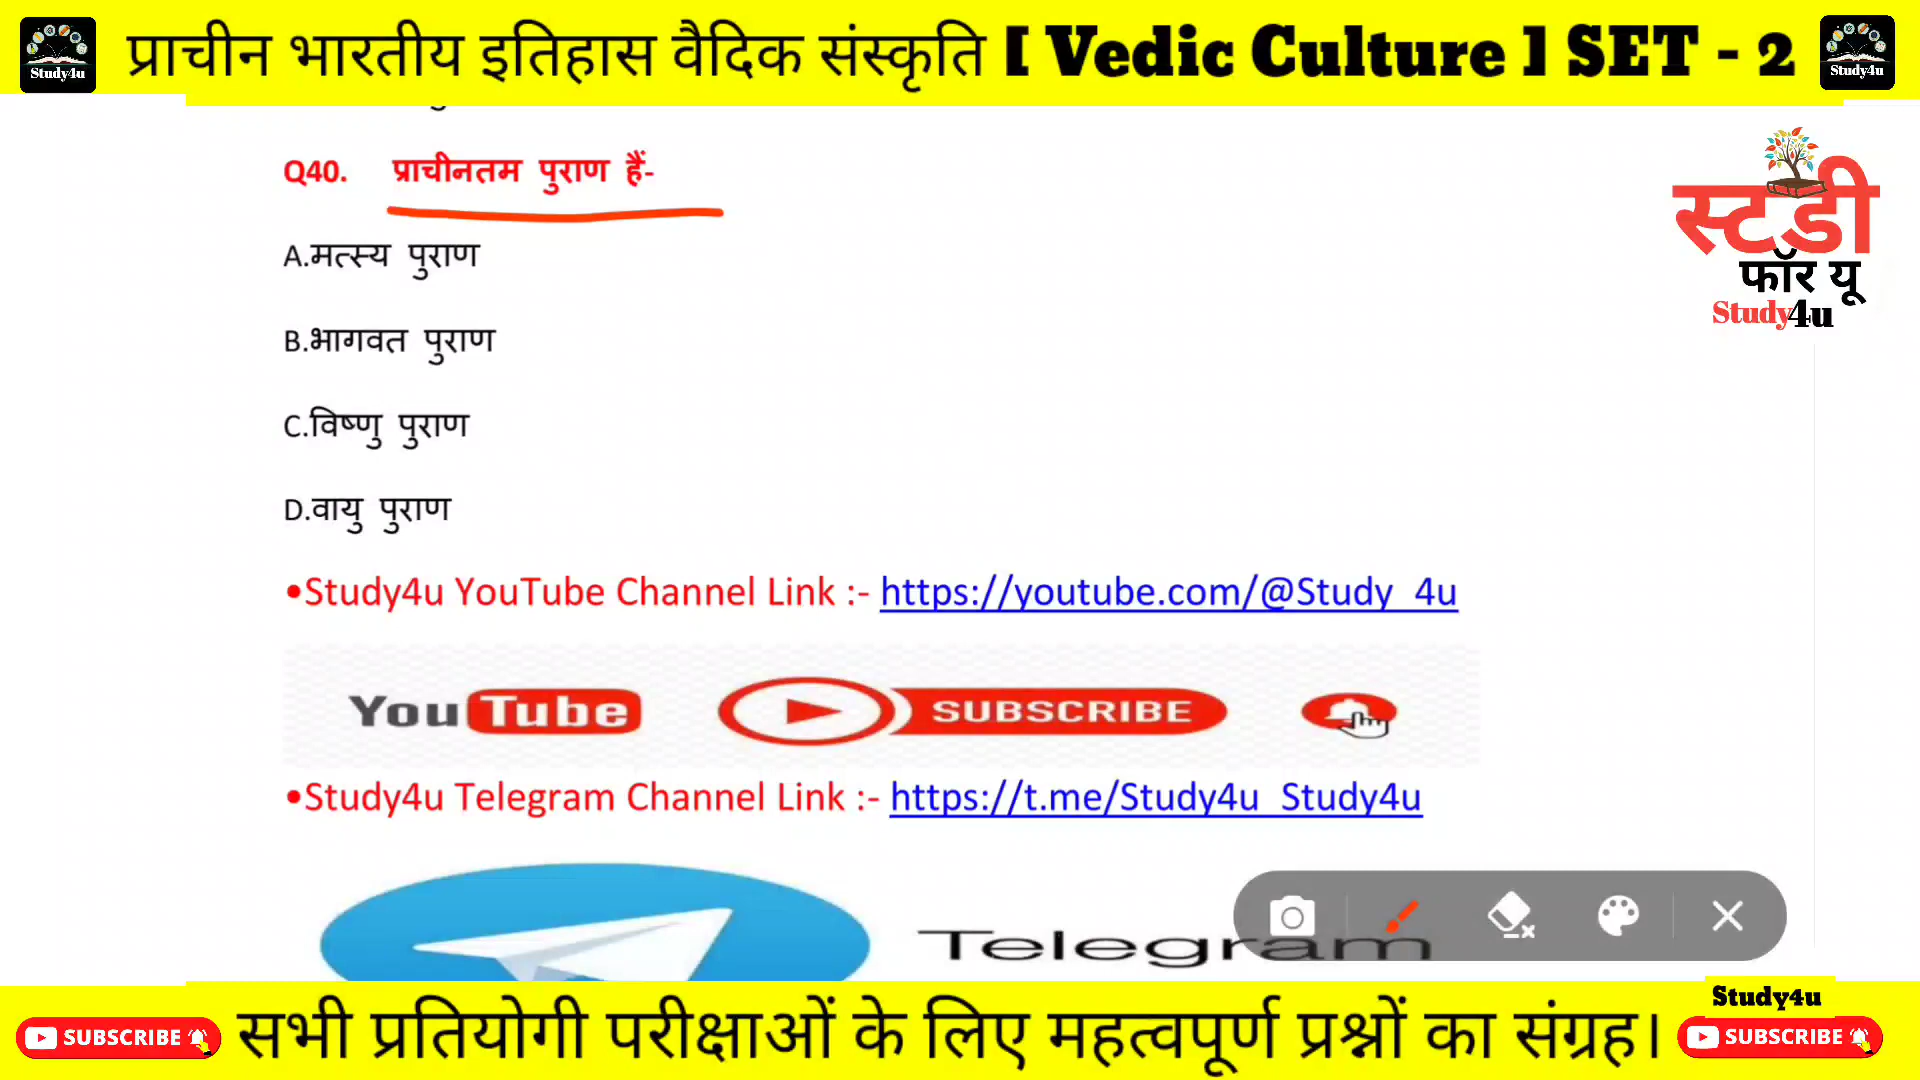 Study4u
प्राचीन भारतीय इतिहास वैदिक संस्कृति [ Vedic Culture ] SET - 2
Study4u
Q40. प्राचीनतम पुराण हैं-
A.मत्स्य पुराण
B.भागवत पुराण
C.विष्णु पुराण
D.वायु पुराण
स्टडी
फॉर यू
Study4u
•Study4u YouTube Channel Link :- https://youtube.com/@Study_4u
YouTube SUBSCRIBE
•Study4u Telegram Channel Link :- https://t.me/Study4u_Study4u
Telegram
SUBSCRIBE
सभी प्रतियोगी परीक्षाओं के लिए महत्वपूर्ण प्रश्नों का संग्रह।
Study4u
SUBSCRIBE